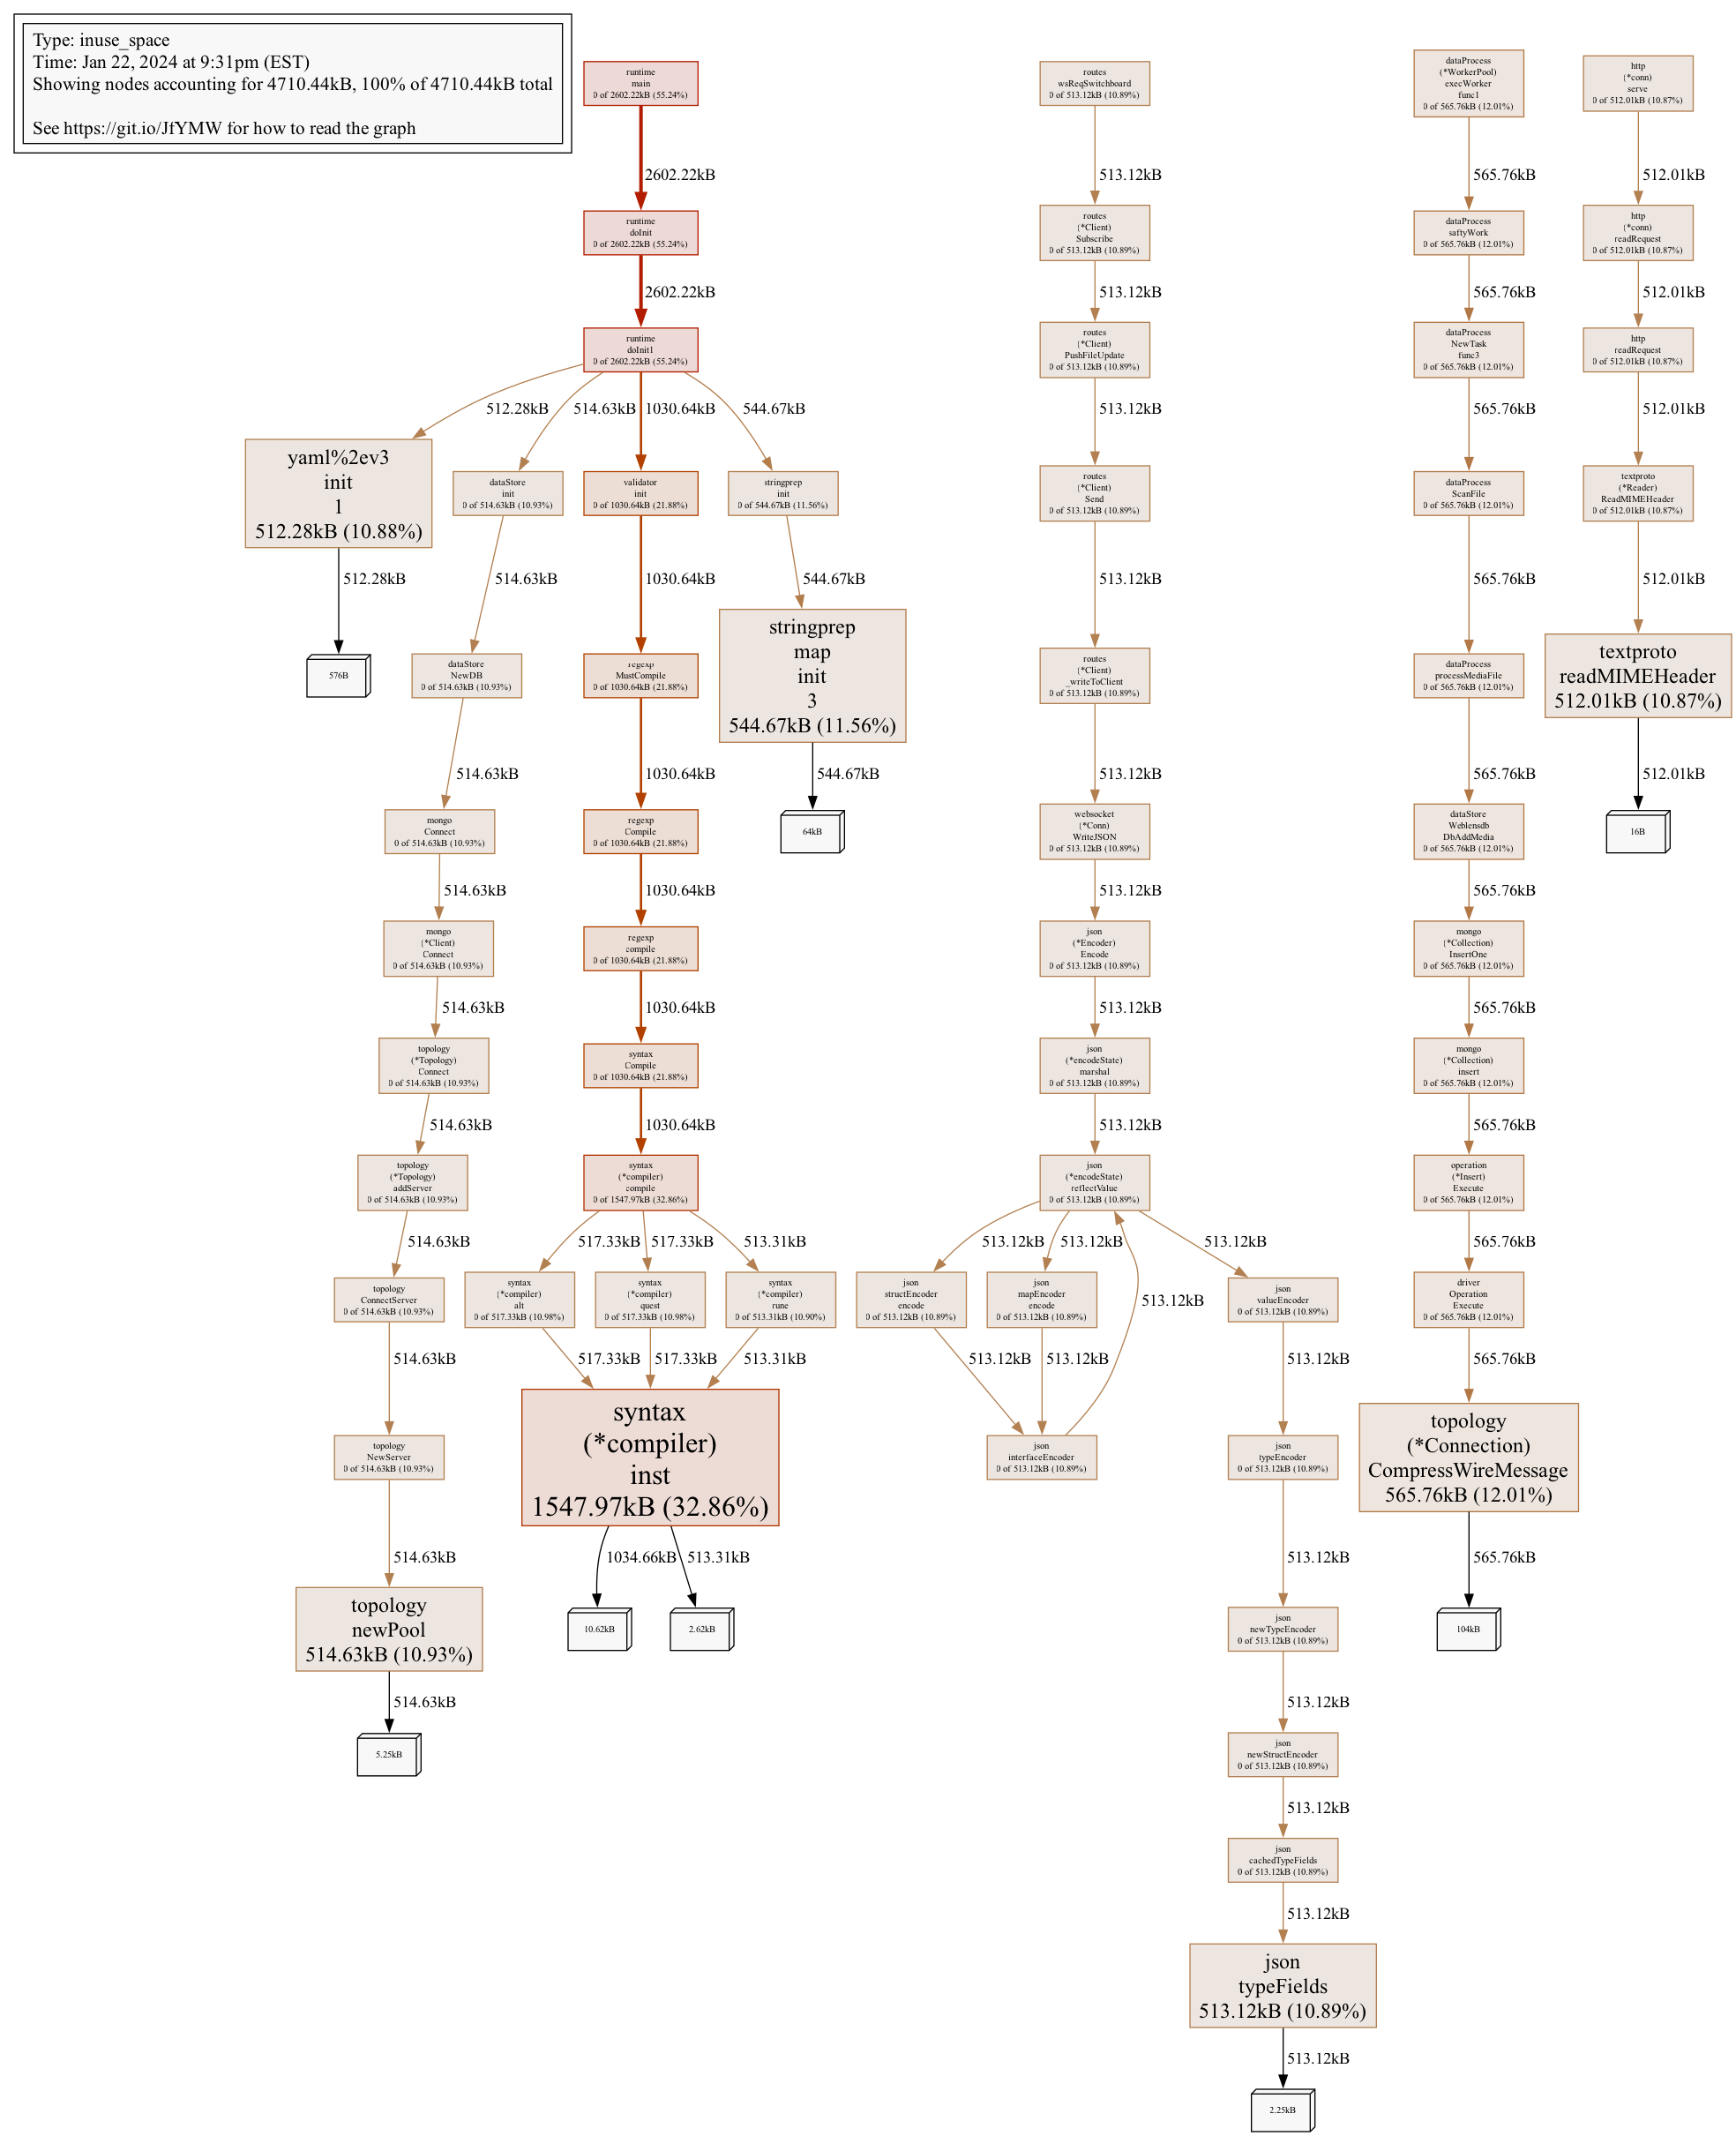 Type: inuse_space
Time: Jan 22, 2024 at 9:31pm (EST)
Showing nodes accounting for 4710.44kB, 100% of 4710.44kB total
See https://git.io/JfYMW for how to read the graph
runtime
main
0 of 2602.22kB (55.24%)
2602.22kB
runtime
doInit
0 of 2602.22kB (55.24%)
2602.22kB
runtime
doInit1
0 of 2602.22kB (55.24%)
512.28kB
514.63kB
1030.64kB
544.67kB
yaml%2ev3
init
1
512.28kB (10.88%)
512.28kB
576B
dataStore
init
0 of 514.63kB (10.93%)
514.63kB
dataStore
NewDB
0 of 514.63kB (10.93%)
514.63kB
mongo
Connect
0 of 514.63kB (10.93%)
514.63kB
mongo
(*Client)
Connect
0 of 514.63kB (10.93%)
514.63kB
topology
(*Topology)
Connect
0 of 514.63kB (10.93%)
514.63kB
topology
(*Topology)
addServer
0 of 514.63kB (10.93%)
514.63kB
topology
ConnectServer
0 of 514.63kB (10.93%)
514.63kB
topology
NewServer
0 of 514.63kB (10.93%)
514.63kB
topology
newPool
514.63kB (10.93%)
514.63kB
5.25kB
validator
init
0 of 1030.64kB (21.88%)
1030.64kB
regexp
MustCompile
0 of 1030.64kB (21.88%)
1030.64kB
regexp
Compile
0 of 1030.64kB (21.88%)
1030.64kB
regexp
compile
0 of 1030.64kB (21.88%)
1030.64kB
syntax
Compile
0 of 1030.64kB (21.88%)
1030.64kB
syntax
(*compiler)
compile
0 of 1547.97kB (32.86%)
517.33kB
517.33kB
513.31kB
syntax
(*compiler)
alt
0 of 517.33kB (10.98%)
517.33kB
syntax
(*compiler)
quest
0 of 517.33kB (10.98%)
517.33kB
syntax
(*compiler)
rune
0 of 513.31kB (10.90%)
513.31kB
syntax
(*compiler)
inst
1547.97kB (32.86%)
1034.66kB
513.31kB
10.62kB
2.62kB
stringprep
init
0 of 544.67kB (11.56%)
544.67kB
stringprep
map
init
3
544.67kB (11.56%)
544.67kB
64kB
routes
wsReqSwitchboard
0 of 513.12kB (10.89%)
513.12kB
routes
(*Client)
Subscribe
0 of 513.12kB (10.89%)
513.12kB
routes
(*Client)
PushFileUpdate
0 of 513.12kB (10.89%)
513.12kB
routes
(*Client)
Send
0 of 513.12kB (10.89%)
513.12kB
routes
(*Client)
_writeToClient
0 of 513.12kB (10.89%)
513.12kB
websocket
(*Conn)
WriteJSON
0 of 513.12kB (10.89%)
513.12kB
json
(*Encoder)
Encode
0 of 513.12kB (10.89%)
513.12kB
json
(*encodeState)
marshal
0 of 513.12kB (10.89%)
513.12kB
json
(*encodeState)
reflectValue
0 of 513.12kB (10.89%)
513.12kB
513.12kB
513.12kB
513.12kB
json
structEncoder
encode
0 of 513.12kB (10.89%)
513.12kB
json
mapEncoder
encode
0 of 513.12kB (10.89%)
513.12kB
json
interfaceEncoder
0 of 513.12kB (10.89%)
json
valueEncoder
0 of 513.12kB (10.89%)
513.12kB
json
typeEncoder
0 of 513.12kB (10.89%)
513.12kB
json
newTypeEncoder
0 of 513.12kB (10.89%)
513.12kB
json
newStructEncoder
0 of 513.12kB (10.89%)
513.12kB
json
cachedTypeFields
0 of 513.12kB (10.89%)
513.12kB
json
typeFields
513.12kB (10.89%)
513.12kB
2.25kB
dataProcess
(*WorkerPool)
execWorker
func1
0 of 565.76kB (12.01%)
565.76kB
dataProcess
saftyWork
0 of 565.76kB (12.01%)
565.76kB
dataProcess
NewTask
func3
0 of 565.76kB (12.01%)
565.76kB
dataProcess
ScanFile
0 of 565.76kB (12.01%)
565.76kB
dataProcess
processMediaFile
0 of 565.76kB (12.01%)
565.76kB
dataStore
Weblensdb
DbAddMedia
0 of 565.76kB (12.01%)
565.76kB
mongo
(*Collection)
InsertOne
0 of 565.76kB (12.01%)
565.76kB
mongo
(*Collection)
insert
0 of 565.76kB (12.01%)
565.76kB
operation
(*Insert)
Execute
0 of 565.76kB (12.01%)
565.76kB
driver
Operation
Execute
0 of 565.76kB (12.01%)
565.76kB
topology
(*Connection)
CompressWireMessage
565.76kB (12.01%)
565.76kB
104kB
http
(*conn)
serve
0 of 512.01kB (10.87%)
512.01kB
http
(*conn)
readRequest
0 of 512.01kB (10.87%)
512.01kB
http
readRequest
0 of 512.01kB (10.87%)
512.01kB
textproto
(*Reader)
ReadMIMEHeader
0 of 512.01kB (10.87%)
512.01kB
textproto
readMIMEHeader
512.01kB (10.87%)
512.01kB
16B